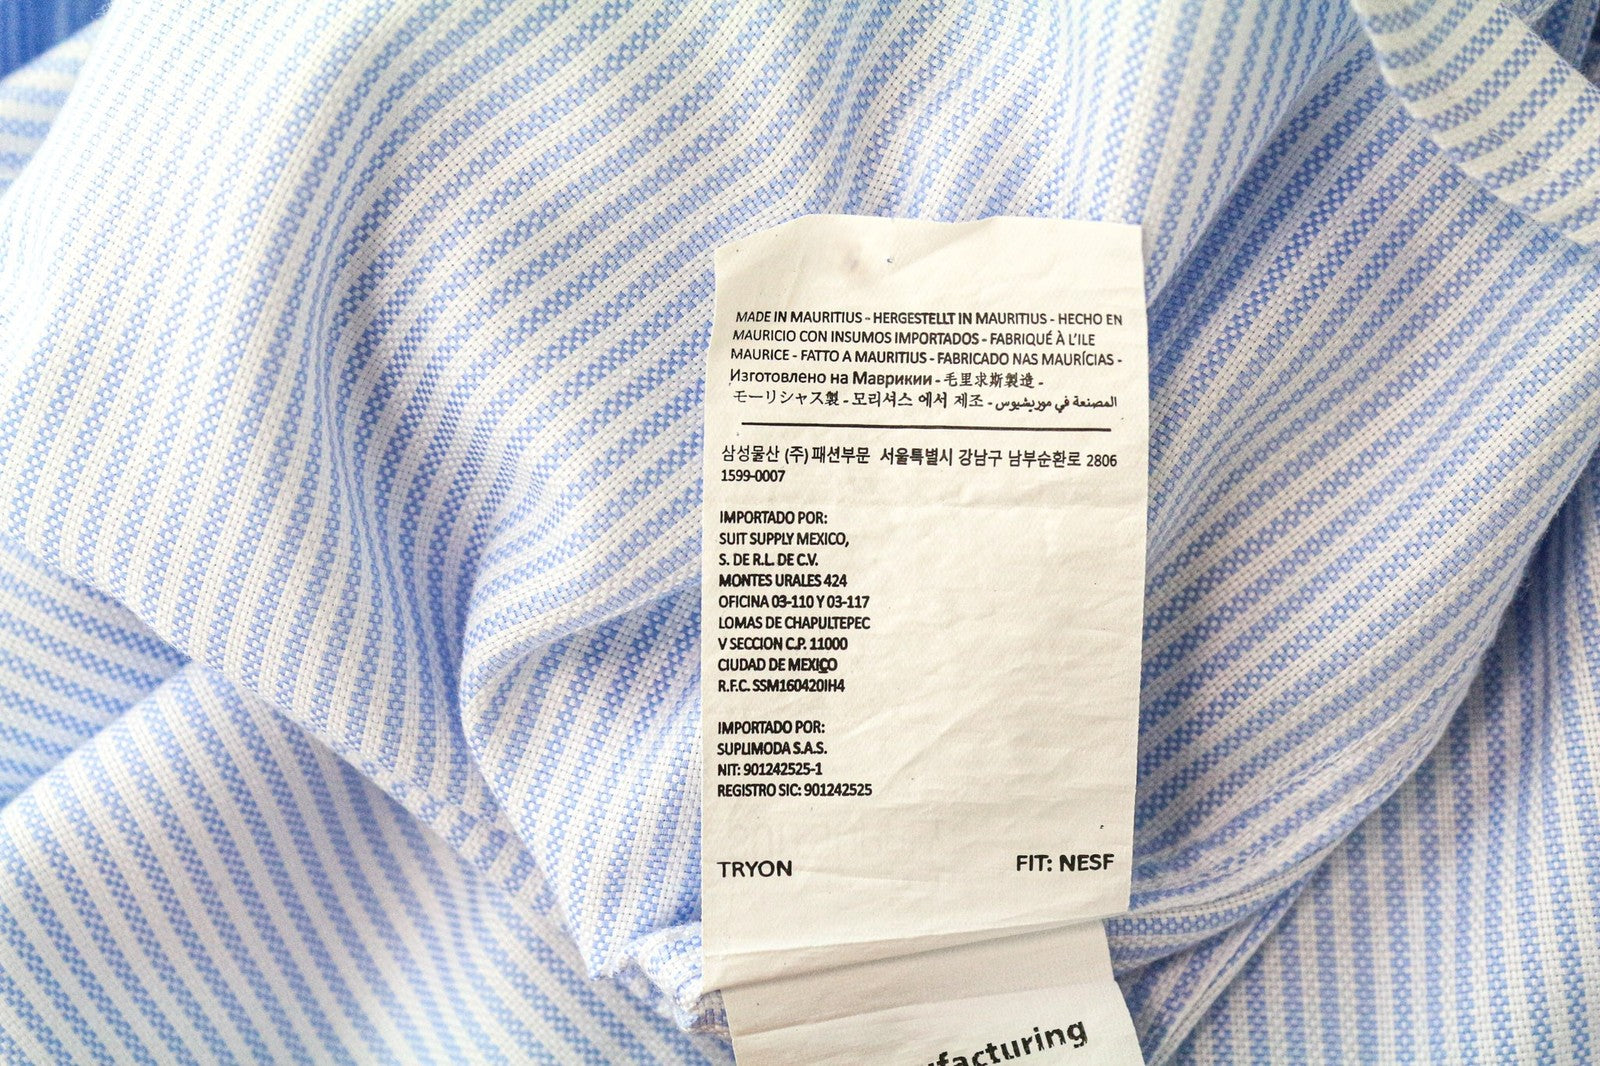 MADE IN MAURITIUS - HERGESTELLT IN MAURITIUS - HECHO EN
MAURICIO CON INSUMOS IMPORTADOS - FABRIQUÉ À L'ILE
MAURICE - FATTO A MAURITIUS - FABRICADO NAS MAURÍCIAS -
Изготовлено на Маврикии - 毛里求斯製造 -
モーリシャス製 - 모리셔스 에서 제조 - المصنعة في موريشيوس
삼성물산 (주) 패션부문 서울특별시 강남구 남부순환로 2806
1599-0007
IMPORTADO POR:
SUIT SUPPLY MEXICO,
S. DE R.L. DE C.V.
MONTES URALES 424
OFICINA 03-110 Y 03-117
LOMAS DE CHAPULTEPEC
V SECCION C.P. 11000
CIUDAD DE MEXICO
R.F.C. SSM160420IH4
IMPORTADO POR:
SUPLIMODA S.A.S.
NIT: 901242525-1
REGISTRO SIC: 901242525
TRYON FIT: NESF